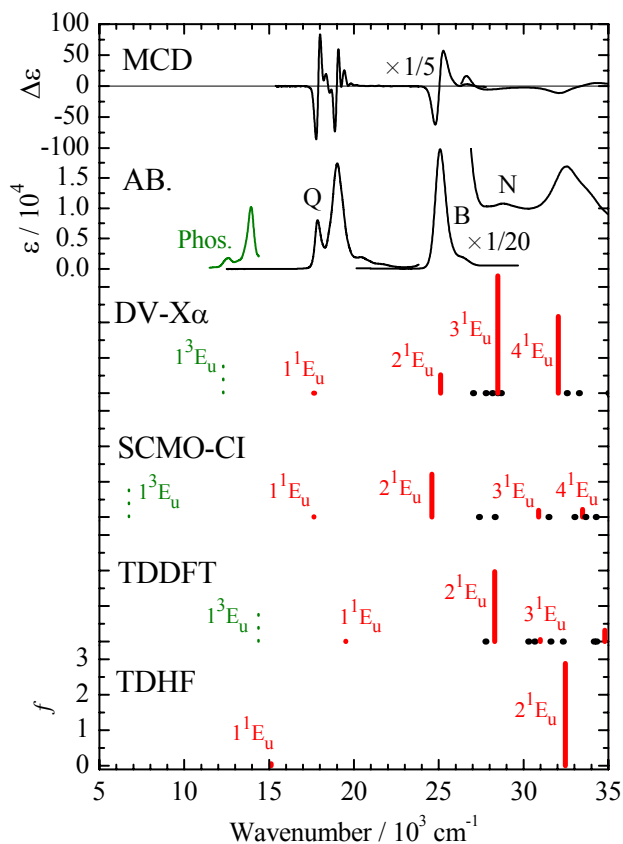 100
50
0
-50
-100
Δε
MCD
×1/5
1.5
1.0
0.5
0.0
ε / 10⁴
AB.
Phos.
Q
B
N
×1/20
DV-Xα
1³Eᵤ
1¹Eᵤ
2¹Eᵤ
3¹Eᵤ
4¹Eᵤ
SCMO-CI
1³Eᵤ
1¹Eᵤ
2¹Eᵤ
3¹Eᵤ
4¹Eᵤ
TDDFT
1³Eᵤ
1¹Eᵤ
2¹Eᵤ
3¹Eᵤ
3
2
1
0
f
TDHF
1¹Eᵤ
2¹Eᵤ
5 10 15 20 25 30 35
Wavenumber / 10³ cm⁻¹